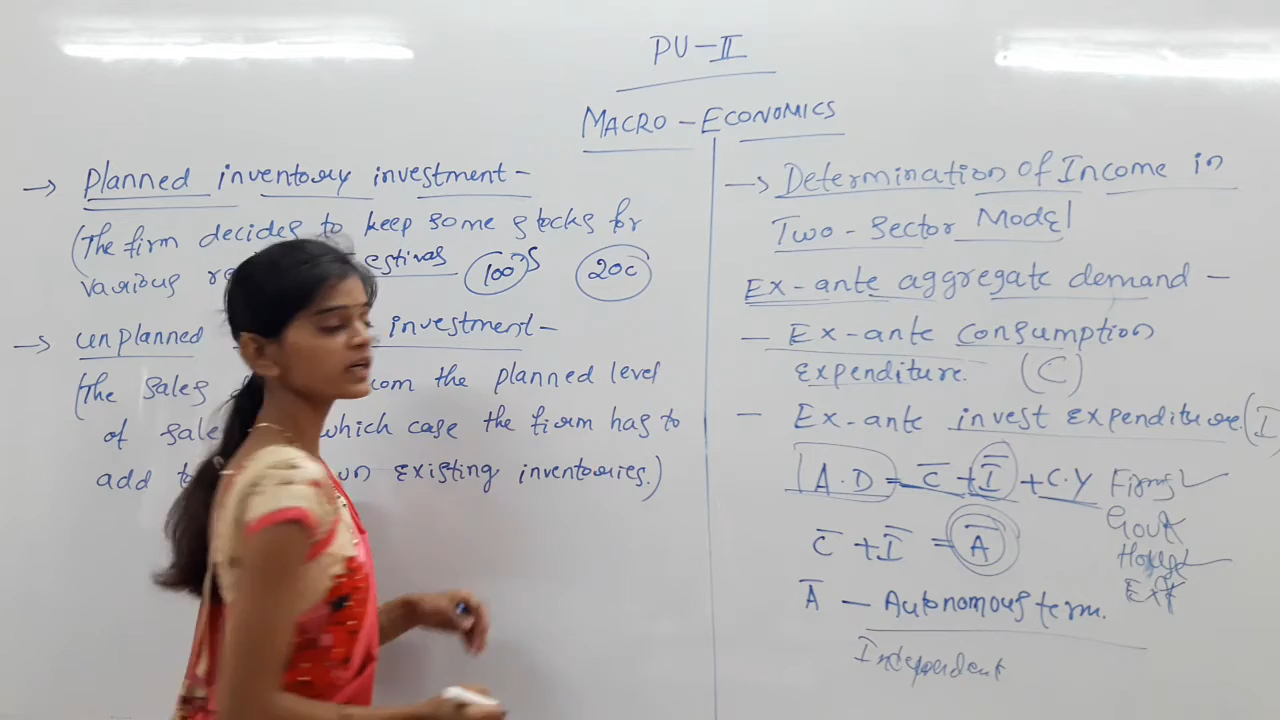 PU-II
MACRO-ECONOMICS
→ Planned inventory investment-
(The firm decides to keep some stocks for
various festivals 100's 200
→ unplanned investment-
(The sales the planned level
of which case the firm has to
add existing inventories.)
→ Determination of Income in
Two-Sector Model
Ex-ante aggregate demand -
- Ex-ante Consumption
Expenditure. (C)
- Ex-ante invest Expenditure (I
A.D = C̅ + I̅ + C.Y Firms
Govt
C̅ + I̅ = A̅
Ext
A̅ - Autonomous term.
Independent